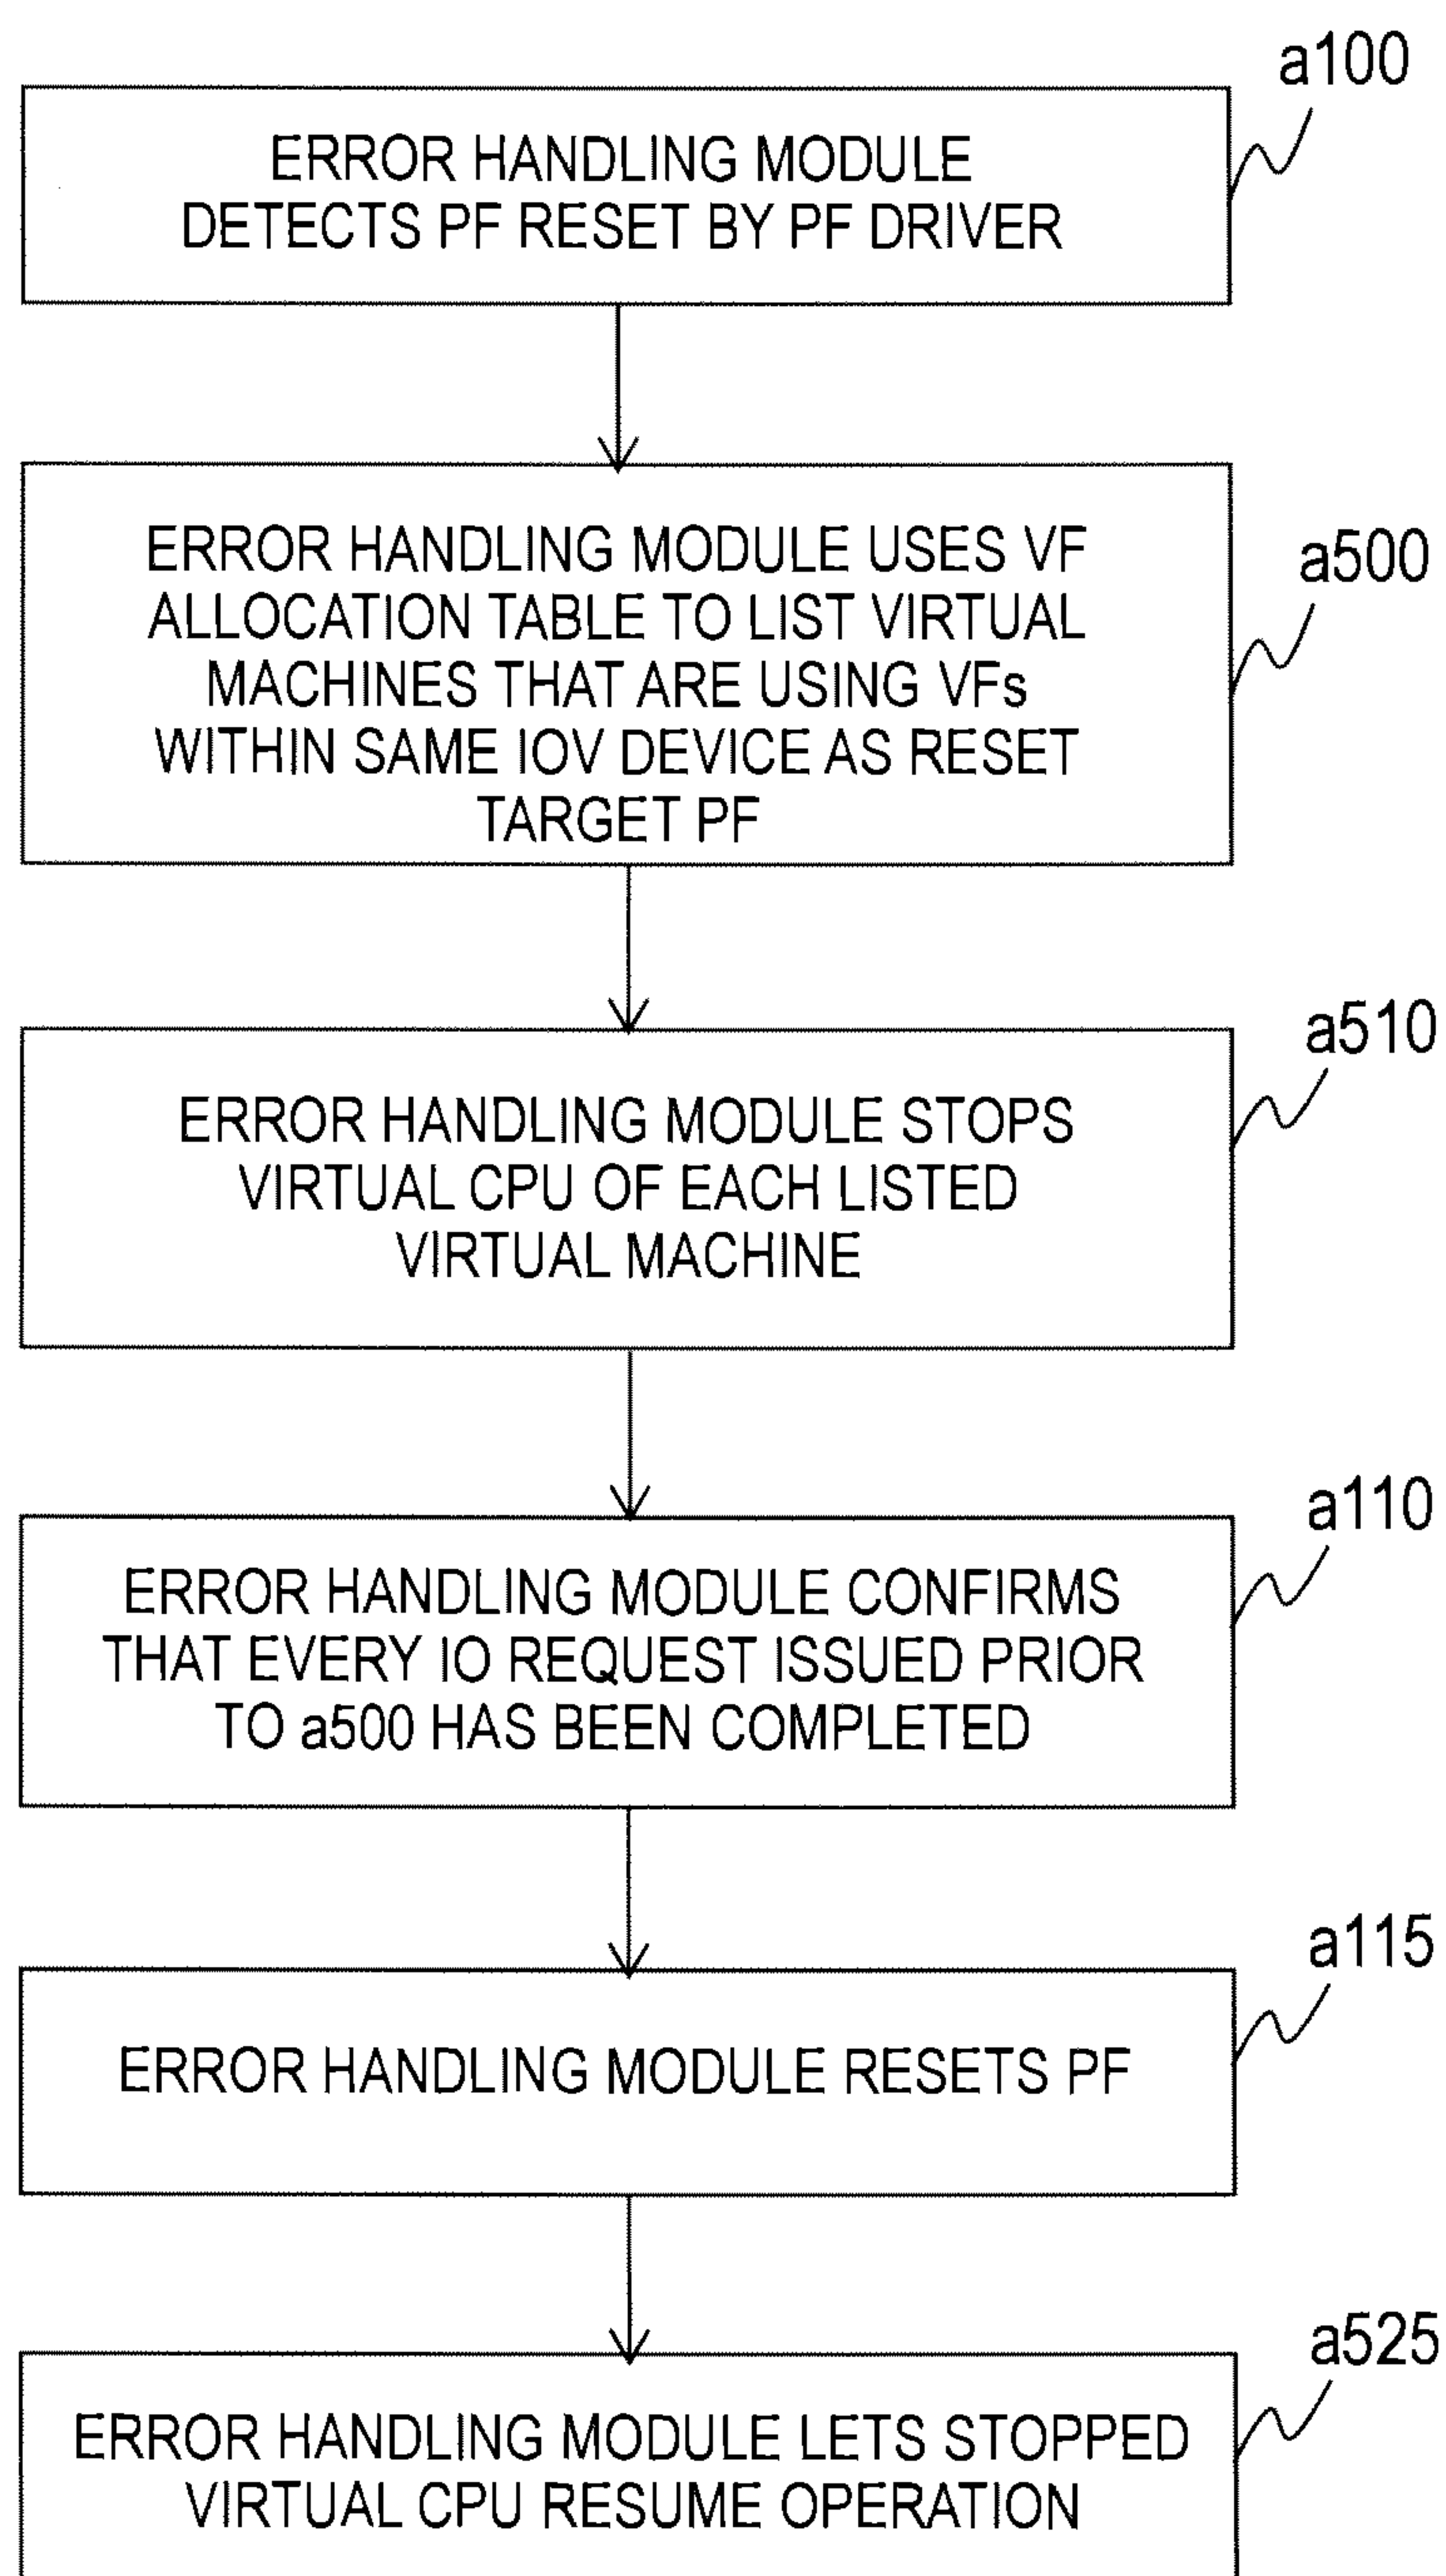 a100
ERROR HANDLING MODULE
DETECTS PF RESET BY PF DRIVER
a500
ERROR HANDLING MODULE USES VF
ALLOCATION TABLE TO LIST VIRTUAL
MACHINES THAT ARE USING VFs
WITHIN SAME IOV DEVICE AS RESET
TARGET PF
a510
ERROR HANDLING MODULE STOPS
VIRTUAL CPU OF EACH LISTED
VIRTUAL MACHINE
a110
ERROR HANDLING MODULE CONFIRMS
THAT EVERY IO REQUEST ISSUED PRIOR
TO a500 HAS BEEN COMPLETED
a115
ERROR HANDLING MODULE RESETS PF
a525
ERROR HANDLING MODULE LETS STOPPED
VIRTUAL CPU RESUME OPERATION